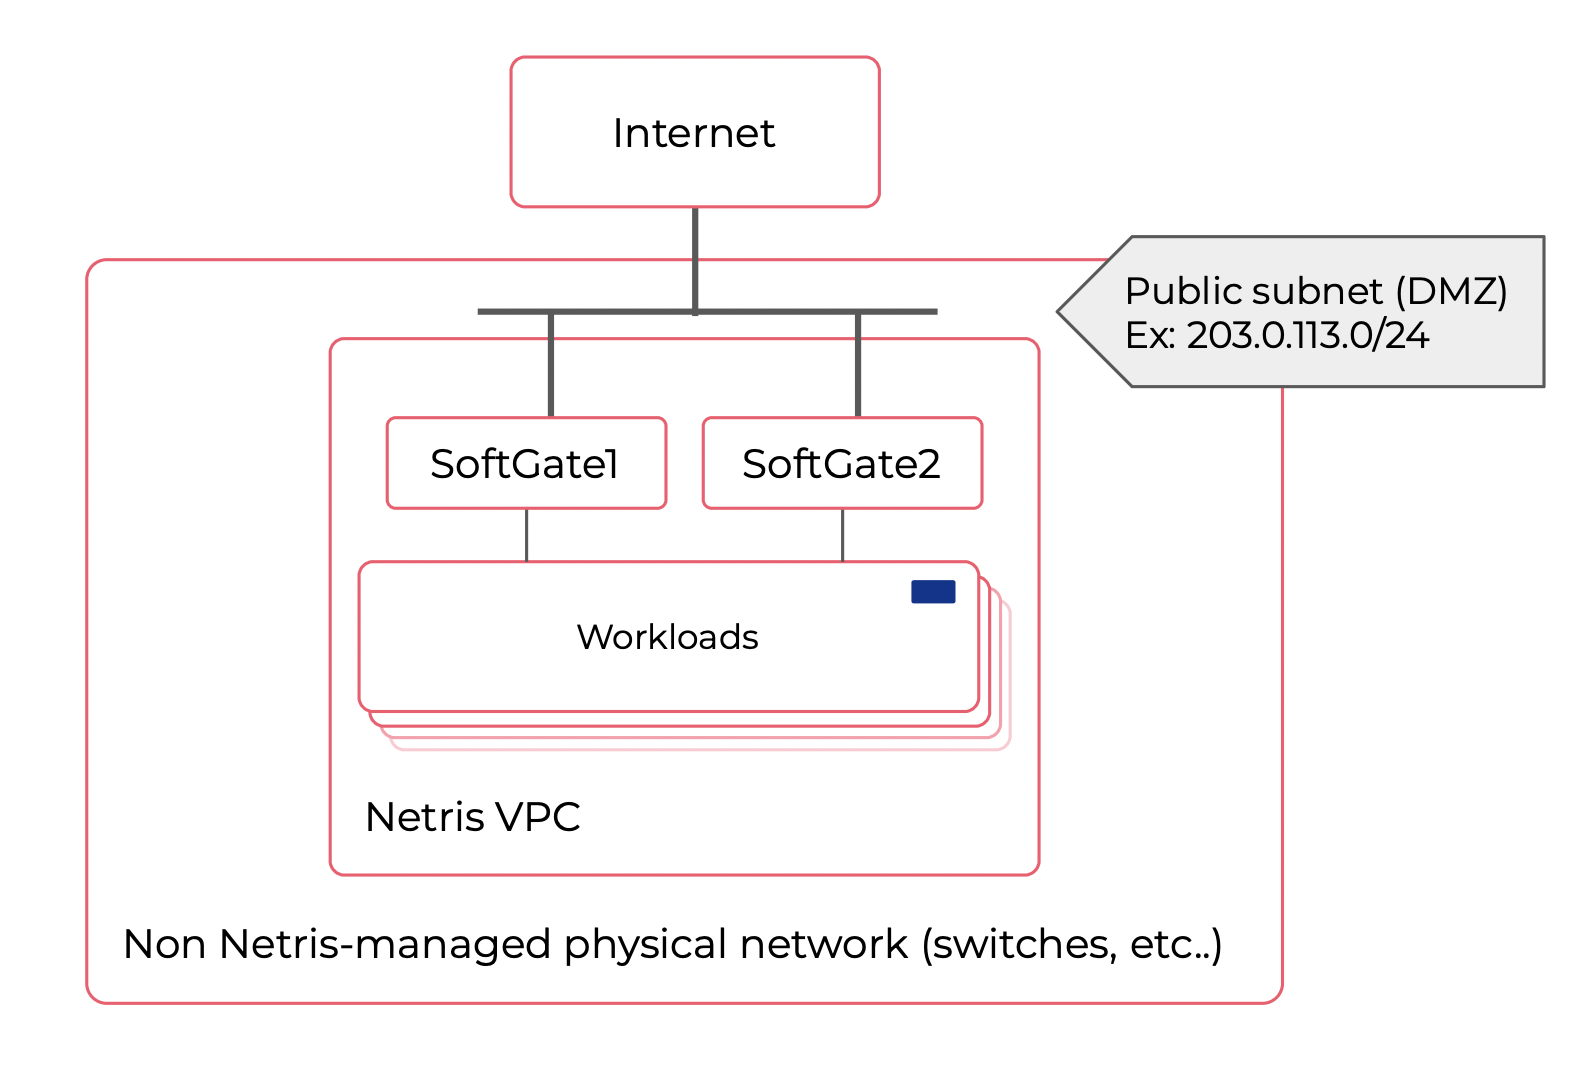 Internet
Public subnet (DMZ)
Ex: 203.0.113.0/24
SoftGate1
SoftGate2
Workloads
Netris VPC
Non Netris-managed physical network (switches, etc..)